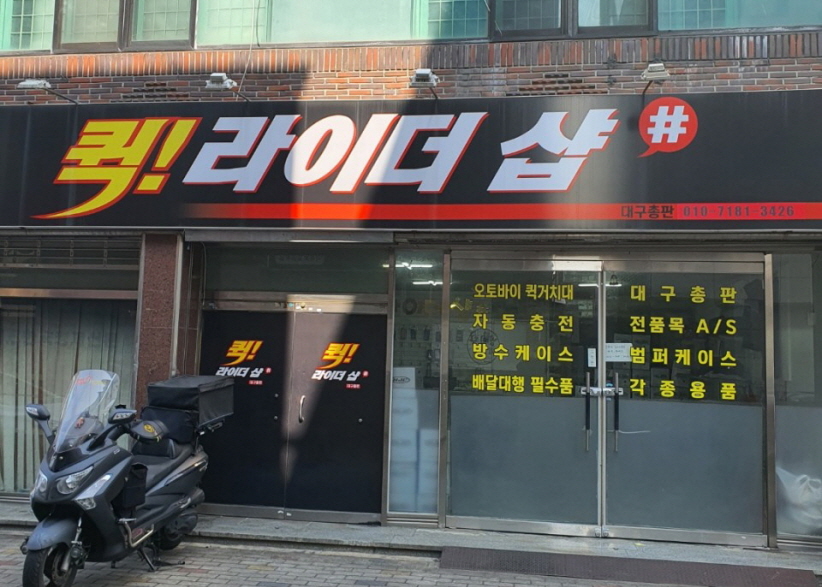 퀵! 라이더 샵 #
대구총판 010-7181-3426
퀵!
라이더 샵 #
퀵!
라이더 샵 #
오토바이 퀵거치대
자동충전
방수케이스
배달대행 필수품
대구총판
전품목 A/S
범퍼케이스
각종용품